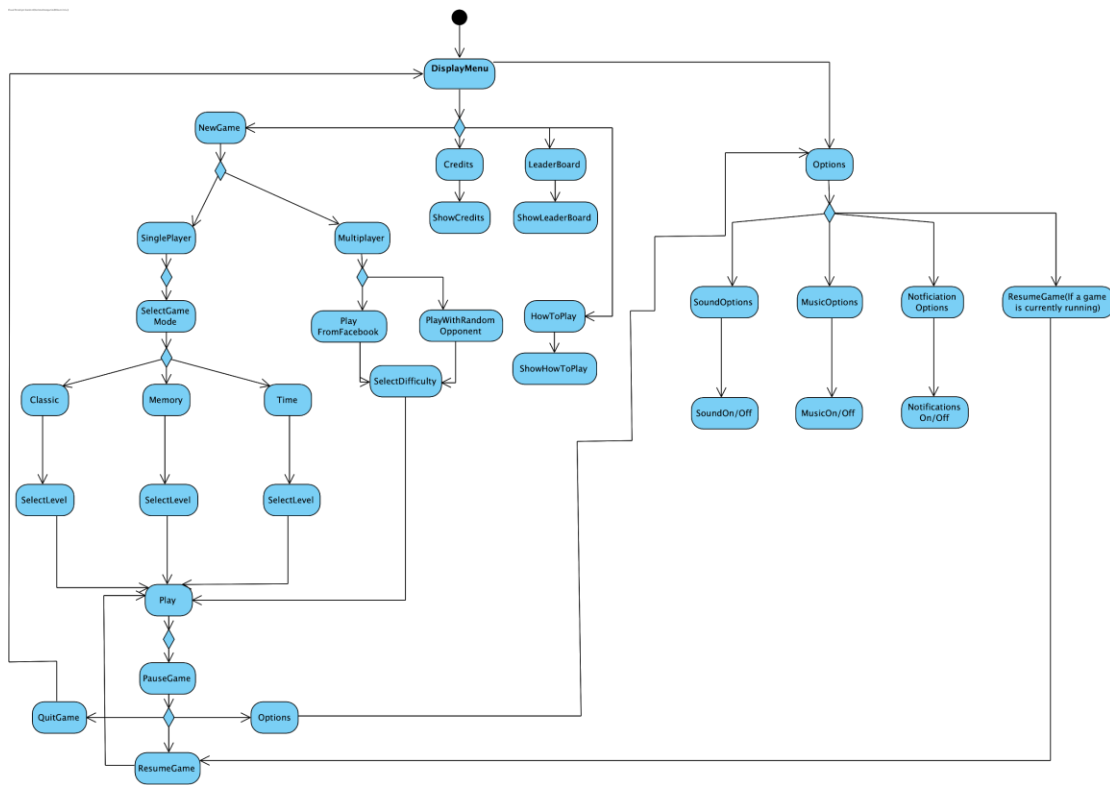 DisplayMenu
NewGame
Credits
LeaderBoard
Options
ShowCredits
ShowLeaderBoard
SinglePlayer
Multiplayer
SelectGame
Mode
Play
FromFacebook
PlayWithRandom
Opponent
HowToPlay
SoundOptions
MusicOptions
Notficiation
Options
ResumeGame(If a game
is currently running)
ShowHowToPlay
SelectDifficulty
Classic
Memory
Time
SoundOn/Off
MusicOn/Off
Notifications
On/Off
SelectLevel
SelectLevel
SelectLevel
Play
PauseGame
QuitGame
Options
ResumeGame